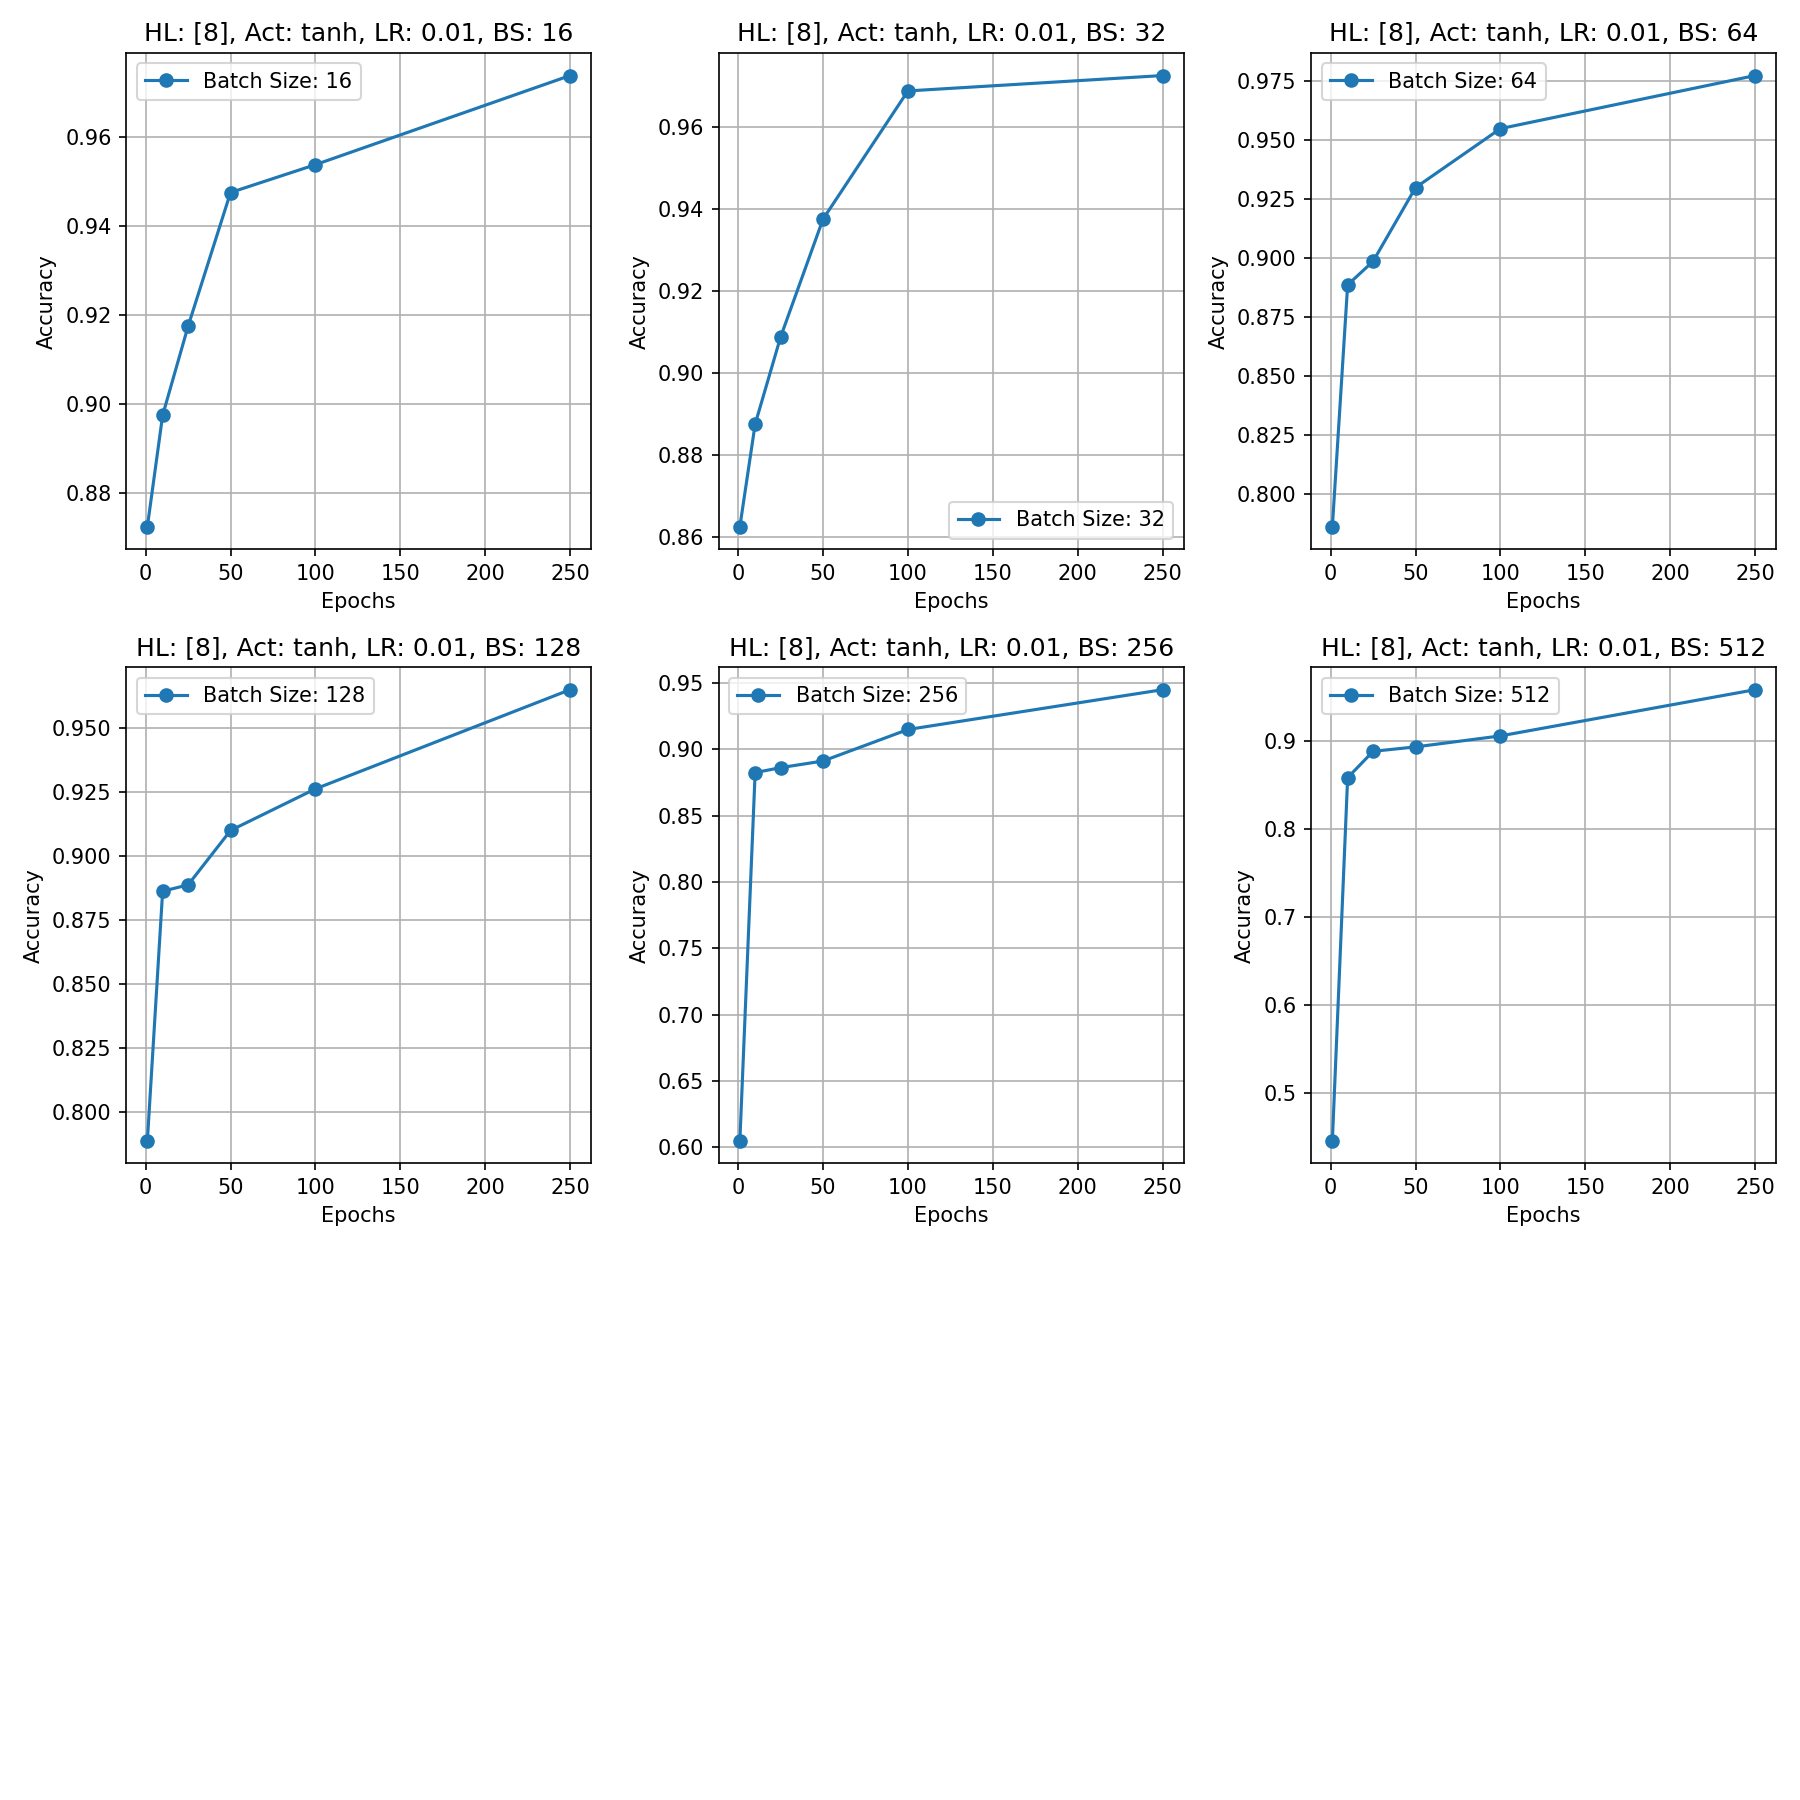 HL: [8], Act: tanh, LR: 0.01, BS: 16
Batch Size: 16
0.96
0.94
0.92
0.90
0.88
Accuracy
0 50 100 150 200 250
Epochs
HL: [8], Act: tanh, LR: 0.01, BS: 32
0.96
0.94
0.92
0.90
0.88
0.86
Accuracy
Batch Size: 32
0 50 100 150 200 250
Epochs
HL: [8], Act: tanh, LR: 0.01, BS: 64
Batch Size: 64
0.975
0.950
0.925
0.900
0.875
0.850
0.825
0.800
Accuracy
0 50 100 150 200 250
Epochs
HL: [8], Act: tanh, LR: 0.01, BS: 128
Batch Size: 128
0.950
0.925
0.900
0.875
0.850
0.825
0.800
Accuracy
0 50 100 150 200 250
Epochs
HL: [8], Act: tanh, LR: 0.01, BS: 256
Batch Size: 256
0.95
0.90
0.85
0.80
0.75
0.70
0.65
0.60
Accuracy
0 50 100 150 200 250
Epochs
HL: [8], Act: tanh, LR: 0.01, BS: 512
Batch Size: 512
0.9
0.8
0.7
0.6
0.5
Accuracy
0 50 100 150 200 250
Epochs